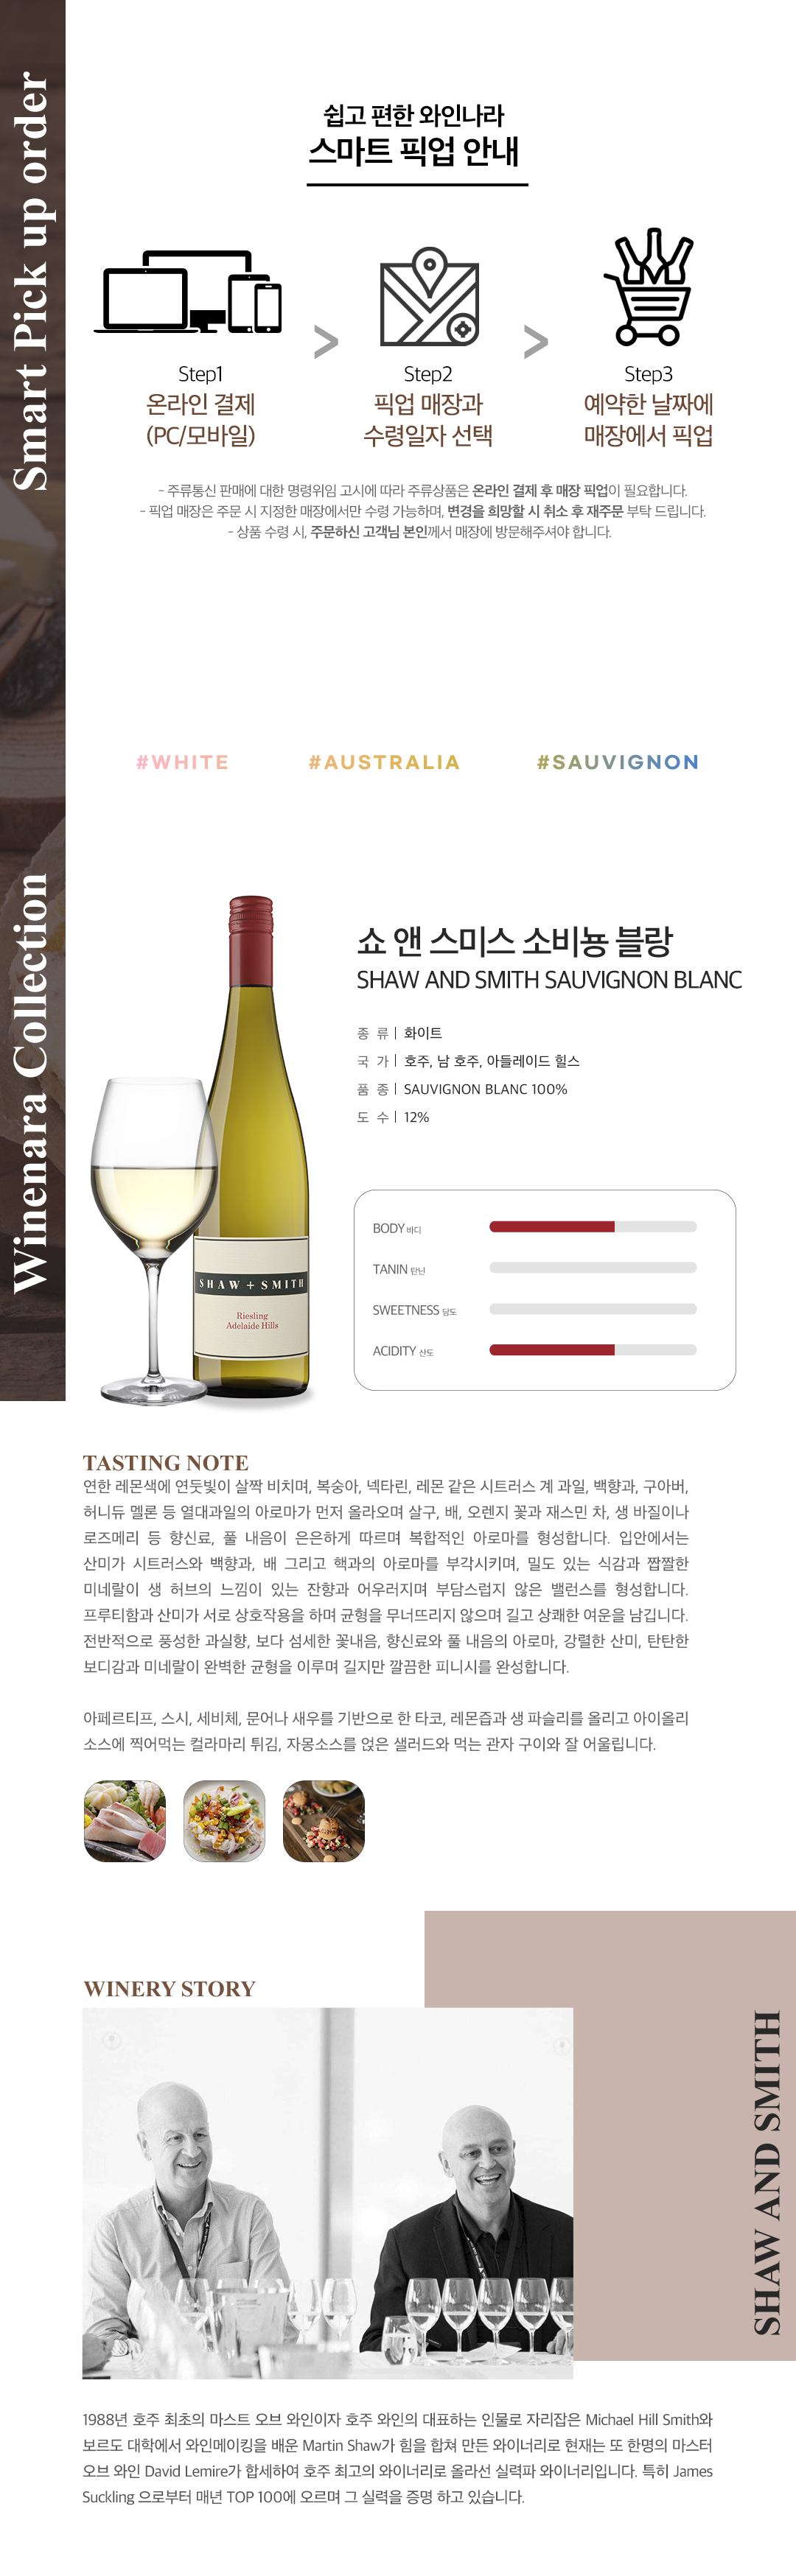 Smart Pick up order
쉽고 편한 와인나라
스마트 픽업 안내
>
>
Step1
온라인 결제
(PC/모바일)
Step2
픽업 매장과
수령일자 선택
Step3
예약한 날짜에
매장에서 픽업
- 주류통신 판매에 대한 명령위임 고시에 따라 주류상품은 온라인 결제 후 매장 픽업이 필요합니다.
- 픽업 매장은 주문 시 지정한 매장에서만 수령 가능하며, 변경을 희망할 시 취소 후 재주문 부탁 드립니다.
- 상품 수령 시, 주문하신 고객님 본인께서 매장에 방문해주셔야 합니다.
#WHITE #AUSTRALIA #SAUVIGNON
Winenara Collection
쇼 앤 스미스 소비뇽 블랑
SHAW AND SMITH SAUVIGNON BLANC
종 류 | 화이트
국 가 | 호주, 남 호주, 아들레이드 힐스
품 종 | SAUVIGNON BLANC 100%
도 수 | 12%
SHAW + SMITH
Riesling
Adelaide Hills
BODY 바디
TANIN 탄닌
SWEETNESS 당도
ACIDITY 산도
TASTING NOTE
연한 레몬색에 연둣빛이 살짝 비치며, 복숭아, 넥타린, 레몬 같은 시트러스 계 과일, 백향과, 구아버,
허니듀 멜론 등 열대과일의 아로마가 먼저 올라오며 살구, 배, 오렌지 꽃과 재스민 차, 생 바질이나
로즈메리 등 향신료, 풀 내음이 은은하게 따르며 복합적인 아로마를 형성합니다. 입안에서는
산미가 시트러스와 백향과, 배 그리고 핵과의 아로마를 부각시키며, 밀도 있는 식감과 짭짤한
미네랄이 생 허브의 느낌이 있는 잔향과 어우러지며 부담스럽지 않은 밸런스를 형성합니다.
프루티함과 산미가 서로 상호작용을 하며 균형을 무너뜨리지 않으며 길고 상쾌한 여운을 남깁니다.
전반적으로 풍성한 과실향, 보다 섬세한 꽃내음, 향신료와 풀 내음의 아로마, 강렬한 산미, 탄탄한
보디감과 미네랄이 완벽한 균형을 이루며 길지만 깔끔한 피니시를 완성합니다.
아페르티프, 스시, 세비체, 문어나 새우를 기반으로 한 타코, 레몬즙과 생 파슬리를 올리고 아이올리
소스에 찍어먹는 컬라마리 튀김, 자몽소스를 얹은 샐러드와 먹는 관자 구이와 잘 어울립니다.
WINERY STORY
SHAW AND SMITH
1988년 호주 최초의 마스트 오브 와인이자 호주 와인의 대표하는 인물로 자리잡은 Michael Hill Smith와
보르도 대학에서 와인메이킹을 배운 Martin Shaw가 힘을 합쳐 만든 와이너리로 현재는 또 한명의 마스터
오브 와인 David Lemire가 합세하여 호주 최고의 와이너리로 올라선 실력파 와이너리입니다. 특히 James
Suckling 으로부터 매년 TOP 100에 오르며 그 실력을 증명 하고 있습니다.